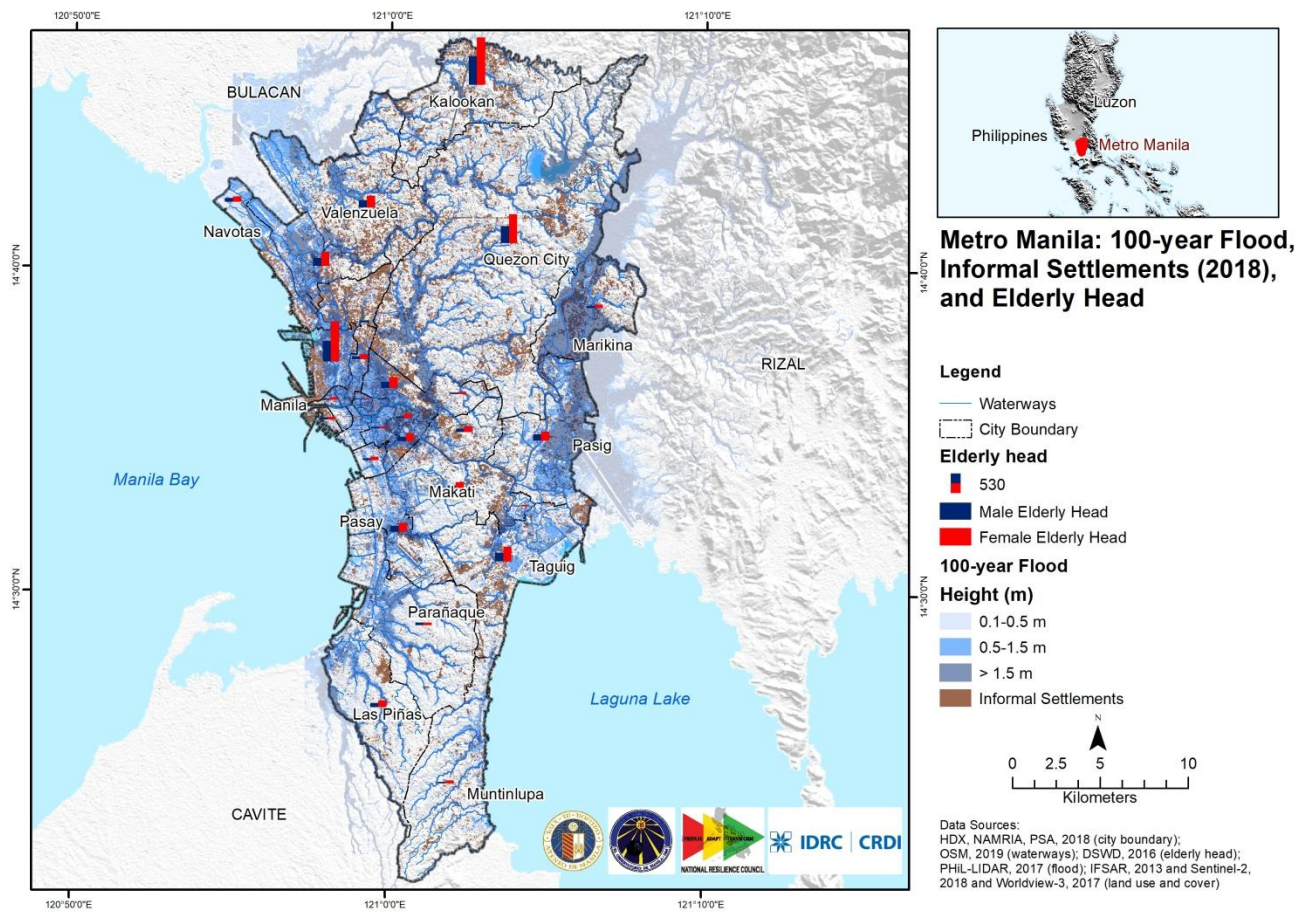 120°50'0"E
121°0'0"E
121°10'0"E
14°40'0"N
14°30'0"N
BULACAN
Kalookan
Valenzuela
Navotas
Quezon City
Marikina
RIZAL
Manila
Pasig
Manila Bay
Makati
Pasay
Taguig
Parañaque
Laguna Lake
Las Piñas
Muntinlupa
CAVITE
NATIONAL RESILIENCE COUNCIL
IDRC | CRDI
14°40'0"N
14°30'0"N
120°50'0"E
121°0'0"E
121°10'0"E
Luzon
Philippines
Metro Manila
Metro Manila: 100-year Flood,
Informal Settlements (2018),
and Elderly Head
Legend
Waterways
City Boundary
Elderly head
530
Male Elderly Head
Female Elderly Head
100-year Flood
Height (m)
0.1-0.5 m
0.5-1.5 m
> 1.5 m
Informal Settlements
N
0 2.5 5 10
Kilometers
Data Sources:
HDX, NAMRIA, PSA, 2018 (city boundary);
OSM, 2019 (waterways); DSWD, 2016 (elderly head);
PHiL-LIDAR, 2017 (flood); IFSAR, 2013 and Sentinel-2,
2018 and Worldview-3, 2017 (land use and cover)